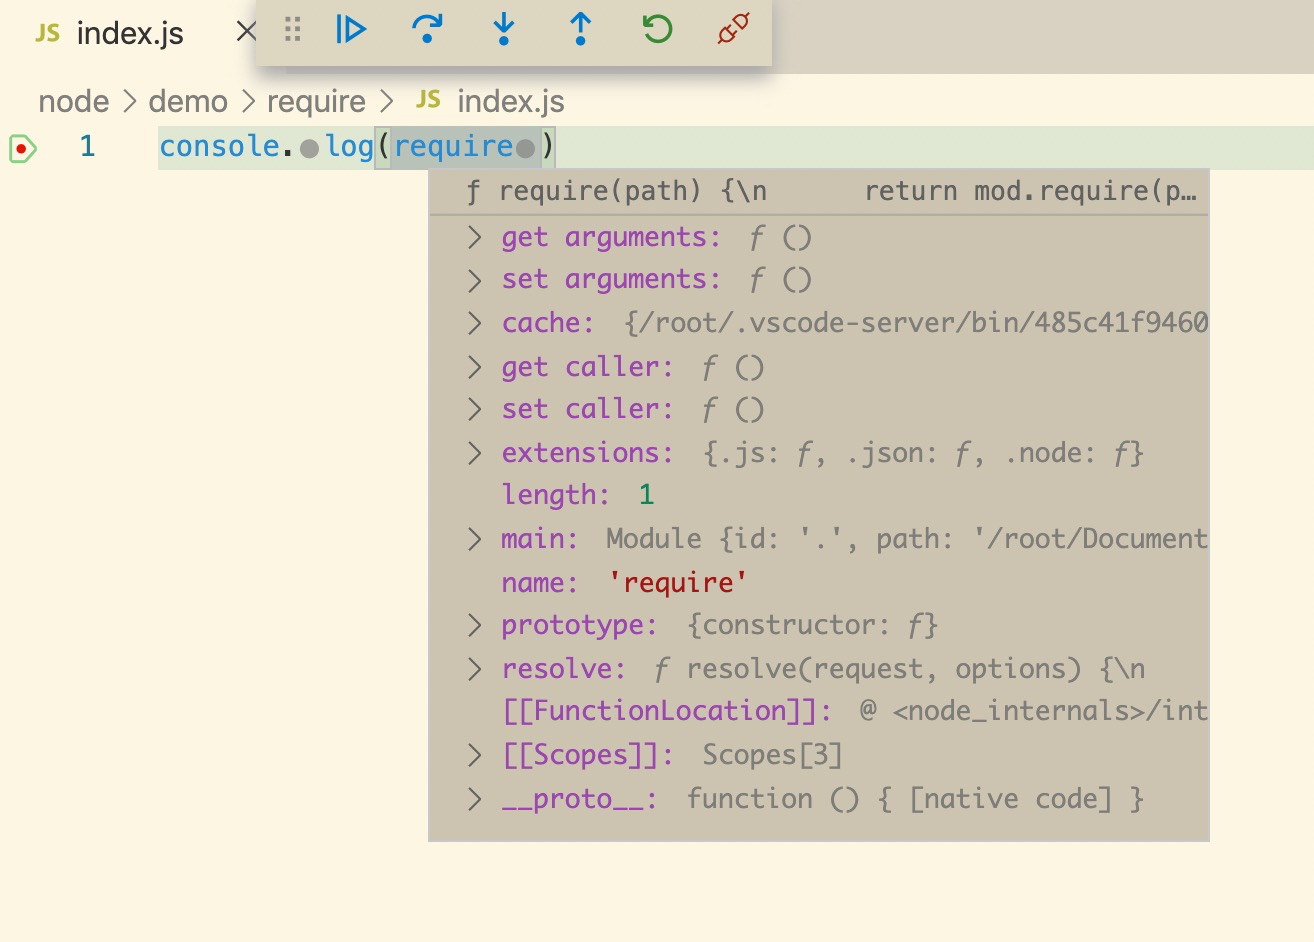 JS index.js
node > demo > require > JS index.js
1 console.log(require)
ƒ require(path) {\n return mod.require(p…
> get arguments: ƒ ()
> set arguments: ƒ ()
> cache: {/root/.vscode-server/bin/485c41f9460
> get caller: ƒ ()
> set caller: ƒ ()
> extensions: {.js: ƒ, .json: ƒ, .node: ƒ}
length: 1
> main: Module {id: '.', path: '/root/Document
name: 'require'
> prototype: {constructor: ƒ}
> resolve: ƒ resolve(request, options) {\n
[[FunctionLocation]]: @ <node_internals>/int
> [[Scopes]]: Scopes[3]
> __proto__: function () { [native code] }